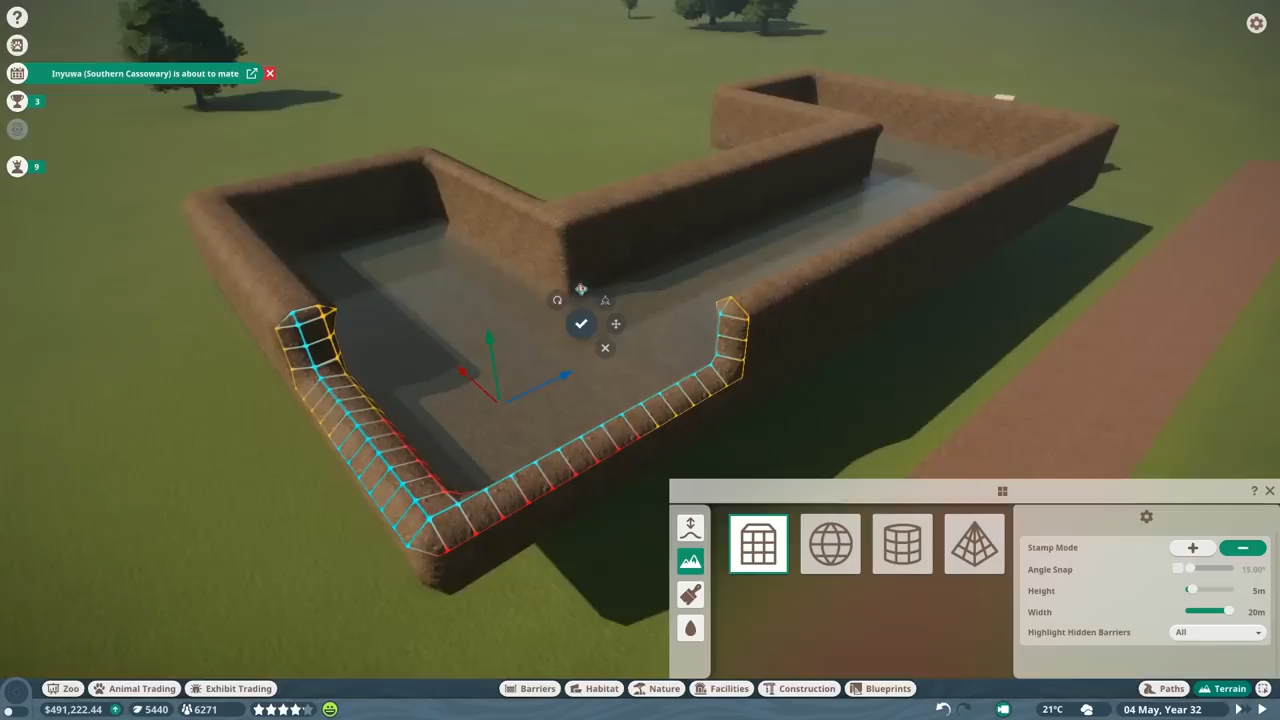 ?
Inyuwa (Southern Cassowary) is about to mate
3
9
?
Stamp Mode
Angle Snap 15.00°
Height 5m
Width 20m
Highlight Hidden Barriers All
Zoo Animal Trading Exhibit Trading Barriers Habitat Nature Facilities Construction Blueprints Paths Terrain
$491,222.44 5440 6271 21°C 04 May, Year 32